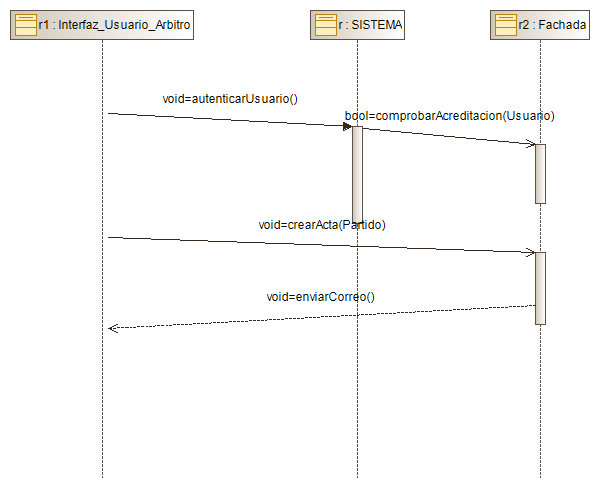 r1 : Interfaz_Usuario_Arbitro
r : SISTEMA
r2 : Fachada
void=autenticarUsuario()
bool=comprobarAcreditacion(Usuario)
void=crearActa(Partido)
void=enviarCorreo()